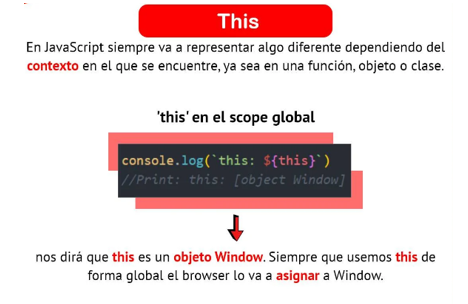 This
En JavaScript siempre va a representar algo diferente dependiendo del
contexto en el que se encuentre, ya sea en una función, objeto o clase.
'this' en el scope global
console.log(`this: ${this}`)
//Print: this: [object Window]
nos dirá que this es un objeto Window. Siempre que usemos this de
forma global el browser lo va a asignar a Window.